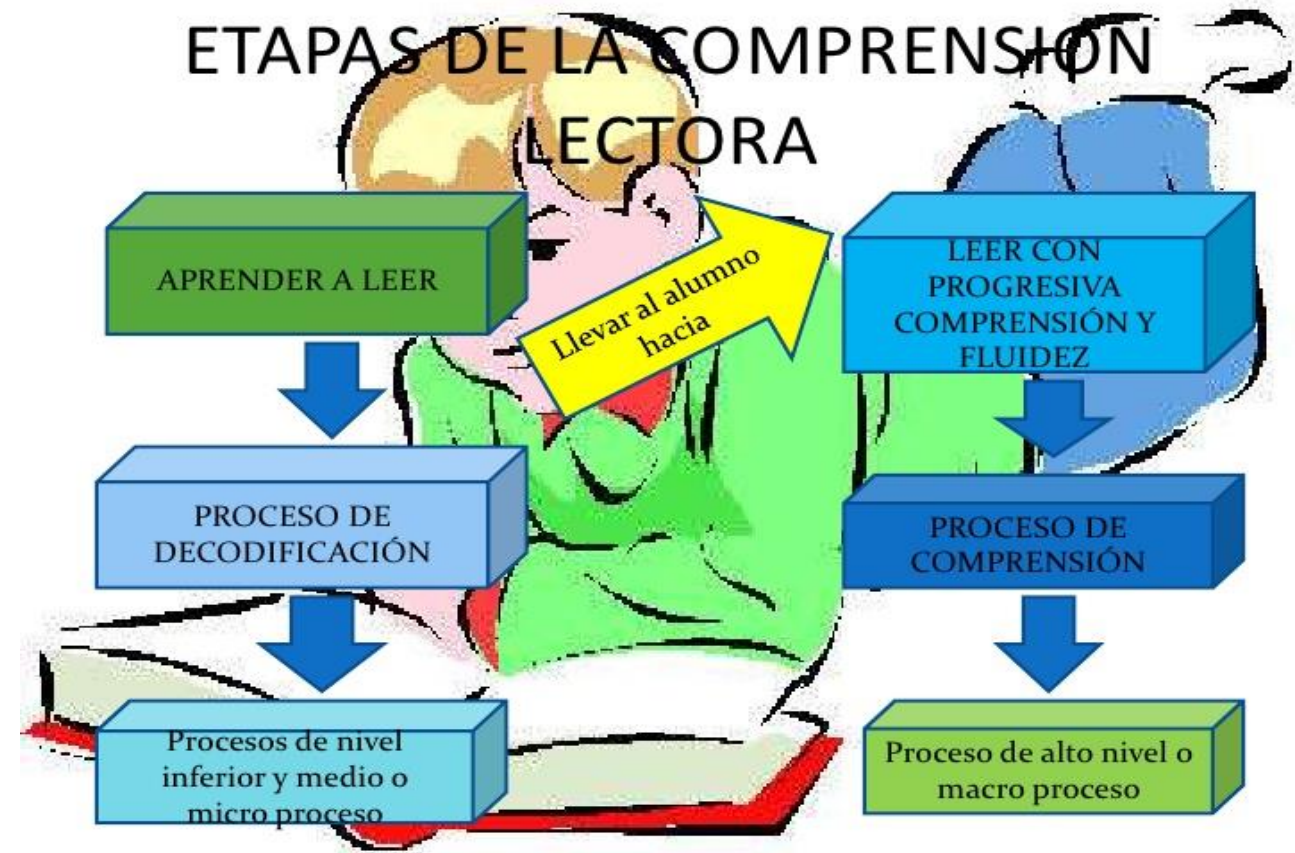 ETAPAS DE LA COMPRENSION
LECTORA
APRENDER A LEER
Llevar al alumno
hacia
LEER CON
PROGRESIVA
COMPRENSIÓN Y
FLUIDEZ
PROCESO DE
DECODIFICACIÓN
PROCESO DE
COMPRENSIÓN
Procesos de nivel
inferior y medio o
micro proceso
Proceso de alto nivel o
macro proceso